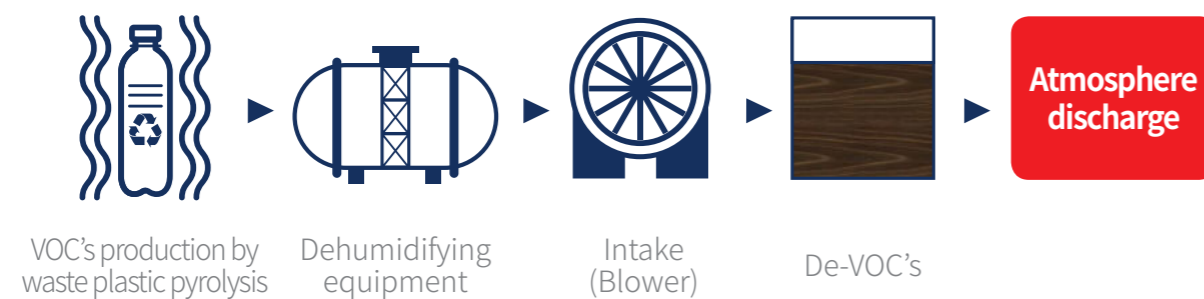 Atmosphere
discharge
VOC's production by
waste plastic pyrolysis
Dehumidifying
equipment
Intake
(Blower)
De-VOC's